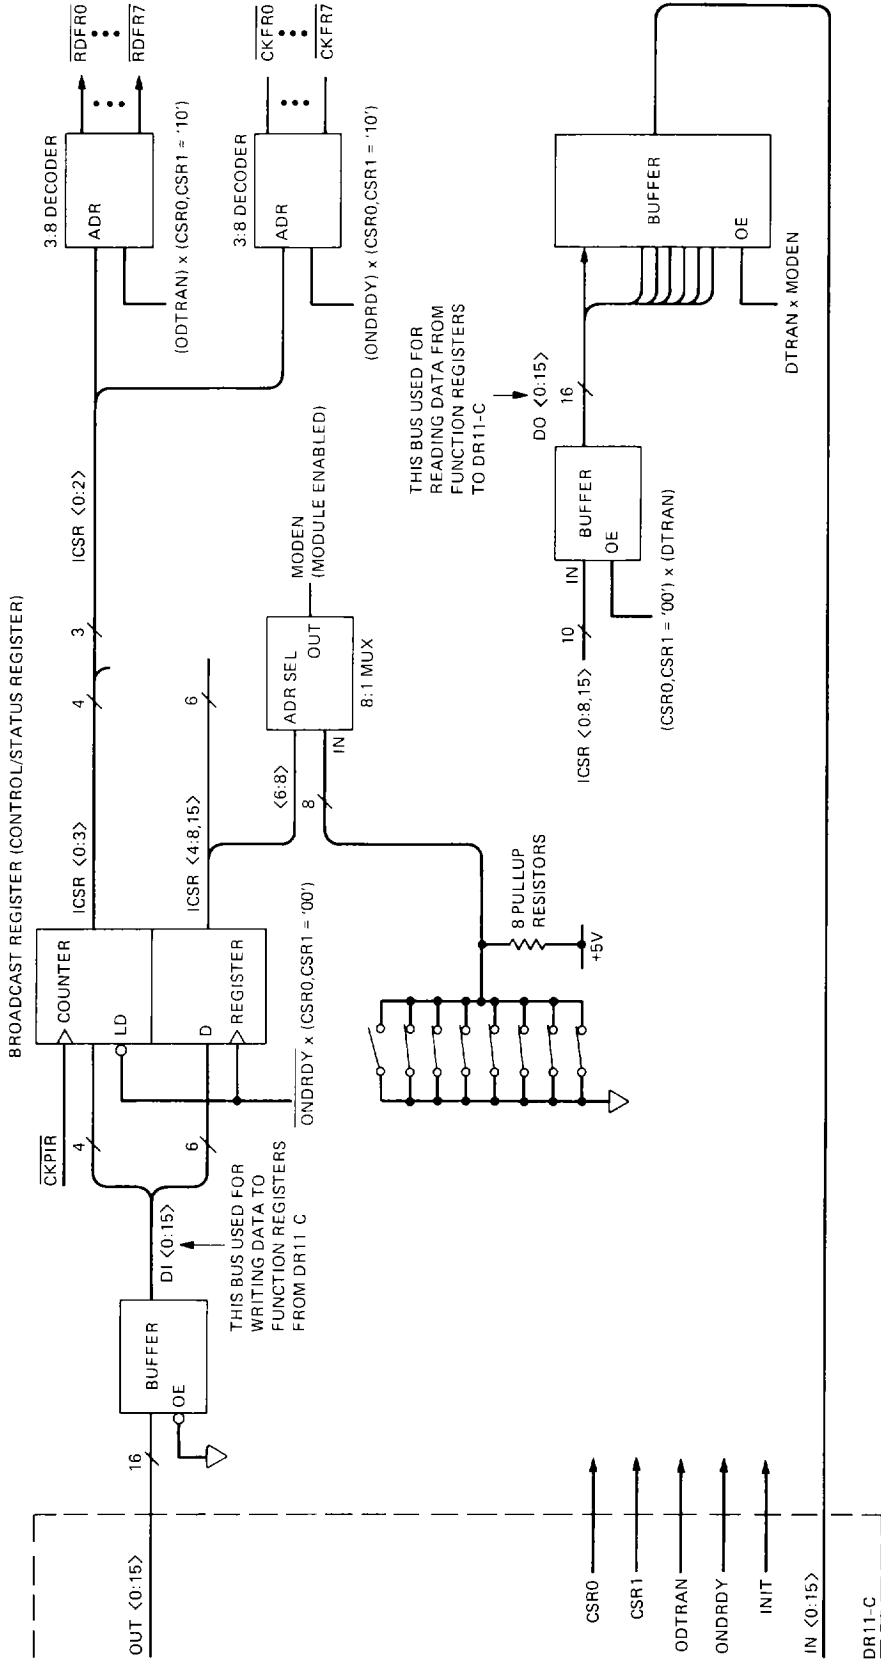 BROADCAST REGISTER (CONTROL/STATUS REGISTER)
OUT <0:15>
16
BUFFER
OE
DI <0:15>
THIS BUS USED FOR
WRITING DATA TO
FUNCTION REGISTERS
FROM DR11 C
CKPIR
4
6
COUNTER
LD
D
REGISTER
ONDRDY x (CSR0,CSR1 = '00')
ICSR <0:3>
4
3
ICSR <0:2>
ICSR <4:8,15>
6
<6:8>
8
ADR SEL
OUT
IN
8:1 MUX
MODEN
(MODULE ENABLED)
8 PULLUP
RESISTORS
+5V
3:8 DECODER
ADR
RDFR0
RDFR7
(ODTRAN) x (CSR0,CSR1 = '10')
3:8 DECODER
ADR
CKFR0
CKFR7
(ONDRDY) x (CSR0,CSR1 = '10')
THIS BUS USED FOR
READING DATA FROM
FUNCTION REGISTERS
TO DR11-C
ICSR <0:8,15>
10
IN
BUFFER
OE
(CSR0,CSR1 = '00') x (DTRAN)
DO <0:15>
16
BUFFER
OE
DTRAN x MODEN
CSR0
CSR1
ODTRAN
ONDRDY
INIT
IN <0:15>
DR11-C